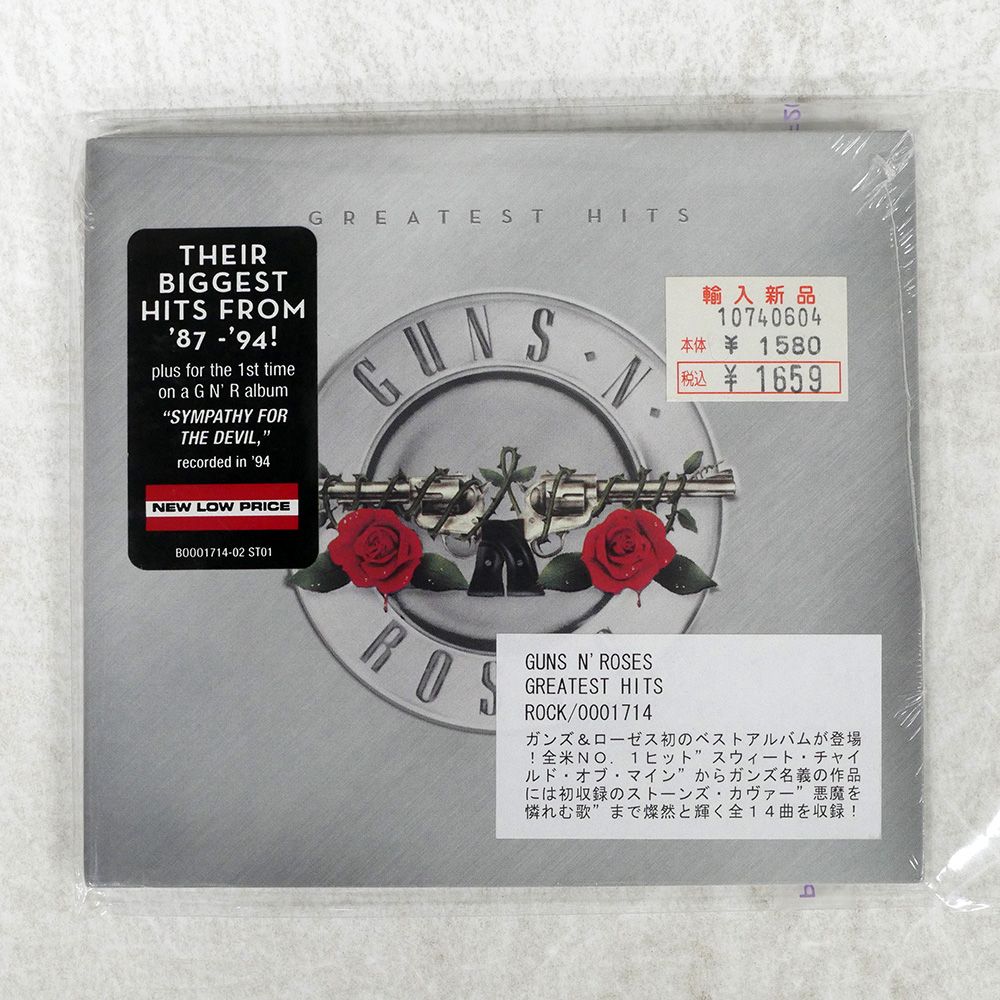 GREATEST HITS
THEIR
BIGGEST
HITS FROM
’87 -’94!
plus for the 1st time
on a G N’ R album
“SYMPATHY FOR
THE DEVIL,”
recorded in ’94
NEW LOW PRICE
B0001714-02 ST01
輸入新品
10740604
本体 ¥ 1580
税込 ¥ 1659
GUNS · N ·
ROS
GUNS N' ROSES
GREATEST HITS
ROCK/0001714
ガンズ＆ローゼス初のベストアルバムが登場
！全米ＮＯ．１ヒット”スウィート・チャイ
ルド・オブ・マイン”からガンズ名義の作品
には初収録のストーンズ・カヴァー”悪魔を
憐れむ歌”まで燦然と輝く全１４曲を収録！